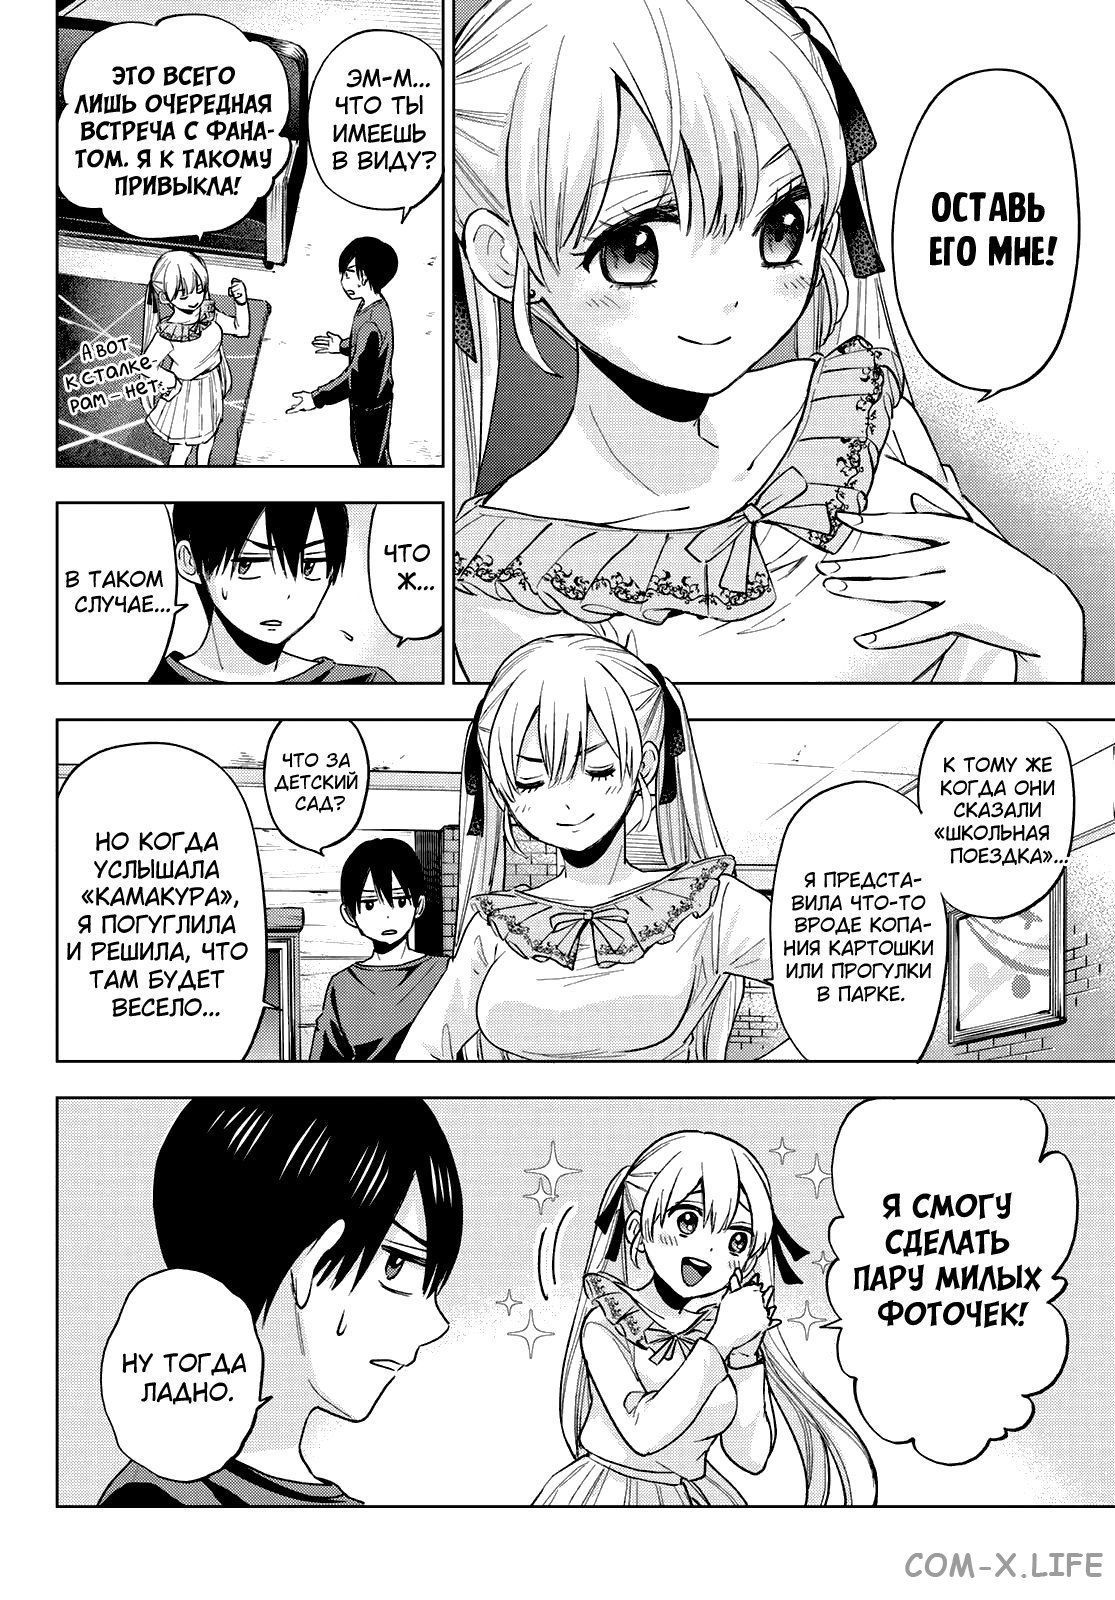 ОСТАВЬ
ЕГО МНЕ!
ЭМ-М...
ЧТО ТЫ
ИМЕЕШЬ
В ВИДУ?
ЭТО ВСЕГО
ЛИШЬ ОЧЕРЕДНАЯ
ВСТРЕЧА С ФАНА-
ТОМ. Я К ТАКОМУ
ПРИВЫКЛА!
А ВОТ
К СТАЛКЕ-
РАМ – НЕТ.
ЧТО
Ж...
В ТАКОМ
СЛУЧАЕ...
К ТОМУ ЖЕ
КОГДА ОНИ
СКАЗАЛИ
«ШКОЛЬНАЯ
ПОЕЗДКА»...
Я ПРЕДСТА-
ВИЛА ЧТО-ТО
ВРОДЕ КОПА-
НИЯ КАРТОШКИ
ИЛИ ПРОГУЛКИ
В ПАРКЕ.
ЧТО ЗА
ДЕТСКИЙ
САД?
НО КОГДА
УСЛЫШАЛА
«КАМАКУРА»,
Я ПОГУГЛИЛА
И РЕШИЛА, ЧТО
ТАМ БУДЕТ
ВЕСЕЛО...
Я СМОГУ
СДЕЛАТЬ
ПАРУ МИЛЫХ
ФОТОЧЕК!
НУ ТОГДА
ЛАДНО.
COM-X.LIFE